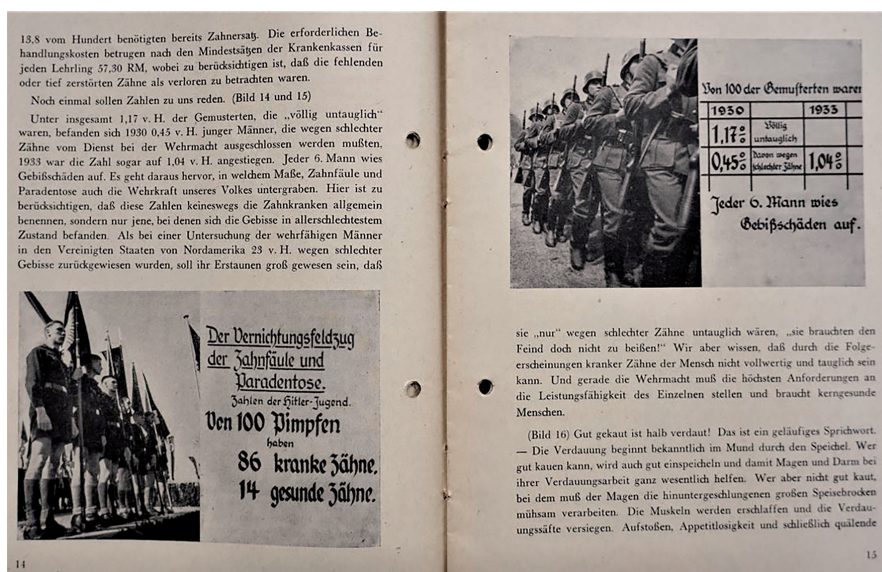 13,8 vom Hundert benötigten bereits Zahnersatz. Die erforderlichen Be-
handlungskosten betrugen nach den Mindestsätzen der Krankenkassen für
jeden Lehrling 57,30 RM, wobei zu berücksichtigen ist, daß die fehlenden
oder tief zerstörten Zähne als verloren zu betrachten waren.
Noch einmal sollen Zahlen zu uns reden. (Bild 14 und 15)
Unter insgesamt 1,17 v. H. der Gemusterten, die „völlig untauglich"
waren, befanden sich 1930 0,45 v. H. junger Männer, die wegen schlechter
Zähne vom Dienst bei der Wehrmacht ausgeschlossen werden mußten,
1933 war die Zahl sogar auf 1,04 v. H. angestiegen. Jeder 6. Mann wies
Gebißschäden auf. Es geht daraus hervor, in welchem Maße, Zahnfäule und
Paradentose auch die Wehrkraft unseres Volkes untergraben. Hier ist zu
berücksichtigen, daß diese Zahlen keineswegs die Zahnkranken allgemein
benennen, sondern nur jene, bei denen sich die Gebisse in allerschlechtestem
Zustand befanden. Als bei einer Untersuchung der wehrfähigen Männer
in den Vereinigten Staaten von Nordamerika 23 v. H. wegen schlechter
Gebisse zurückgewiesen wurden, soll ihr Erstaunen groß gewesen sein, daß
Der Vernichtungsfeldzug
der Zahnfäule und
Paradentose.
Zahlen der Hitler-Jugend.
Von 100 Pimpfen
haben
86 kranke Zähne.
14 gesunde Zähne.
14
Von 100 der Gemusterten waren
1930 1933
1,17% Völlig untauglich
0,45% Davon wegen schlechter Zähne 1,04%
Jeder 6. Mann wies
Gebißschäden auf.
sie „nur" wegen schlechter Zähne untauglich wären, „sie brauchten den
Feind doch nicht zu beißen!" Wir aber wissen, daß durch die Folge-
erscheinungen kranker Zähne der Mensch nicht vollwertig und tauglich sein
kann. Und gerade die Wehrmacht muß die höchsten Anforderungen an
die Leistungsfähigkeit des Einzelnen stellen und braucht kerngesunde
Menschen.
(Bild 16) Gut gekaut ist halb verdaut! Das ist ein geläufiges Sprichwort.
— Die Verdauung beginnt bekanntlich im Mund durch den Speichel. Wer
gut kauen kann, wird auch gut einspeicheln und damit Magen und Darm bei
ihrer Verdauungsarbeit ganz wesentlich helfen. Wer aber nicht gut kaut,
bei dem muß der Magen die hinuntergeschlungenen großen Speisebrocken
mühsam verarbeiten. Die Muskeln werden erschlaffen und die Verdau-
ungssäfte versiegen. Aufstoßen, Appetitlosigkeit und schließlich quälende
15